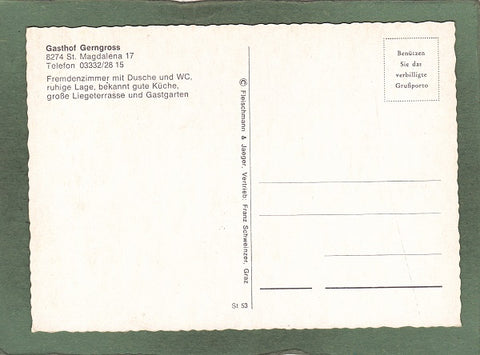 Gasthof Gerngross
8274 St. Magdalena 17
Telefon 03332/28 15
Fremdenzimmer mit Dusche und WC,
ruhige Lage, bekannt gute Küche,
große Liegeterrasse und Gastgarten
© Fleischmann & Jaeger, Vertrieb: Franz Schweinzer, Graz
St 53
Benützen
Sie das
verbilligte
Grußporto